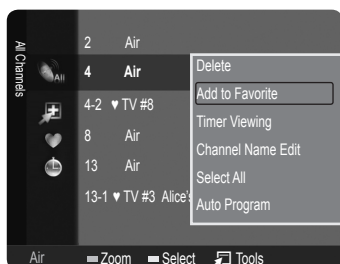 All Channels
All
2 Air
4 Air
4-2 ♥ TV #8
8 Air
13 Air
13-1 ♥ TV #3 Alice's
Delete
Add to Favorite
Timer Viewing
Channel Name Edit
Select All
Auto Program
Air Zoom Select Tools